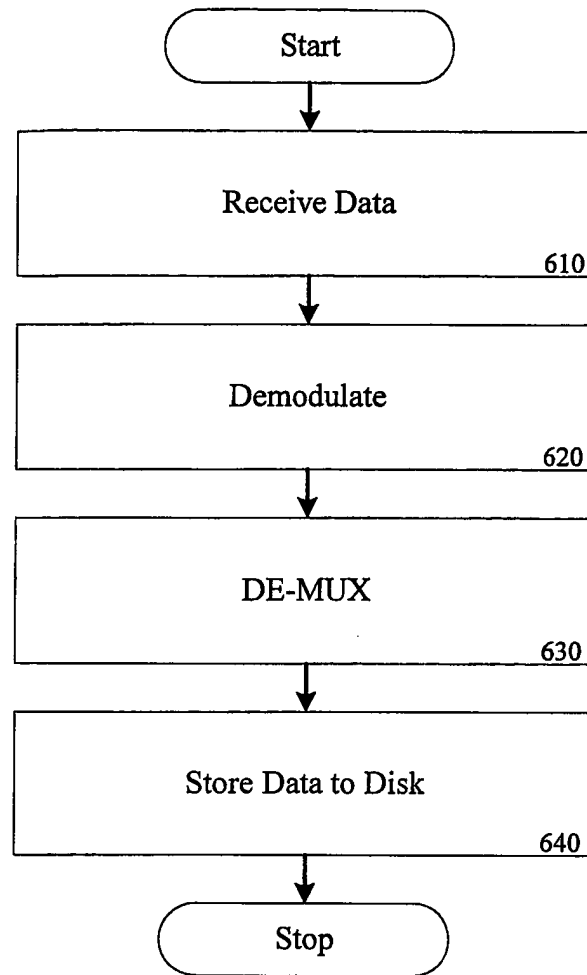 Start
Receive Data
610
Demodulate
620
DE-MUX
630
Store Data to Disk
640
Stop